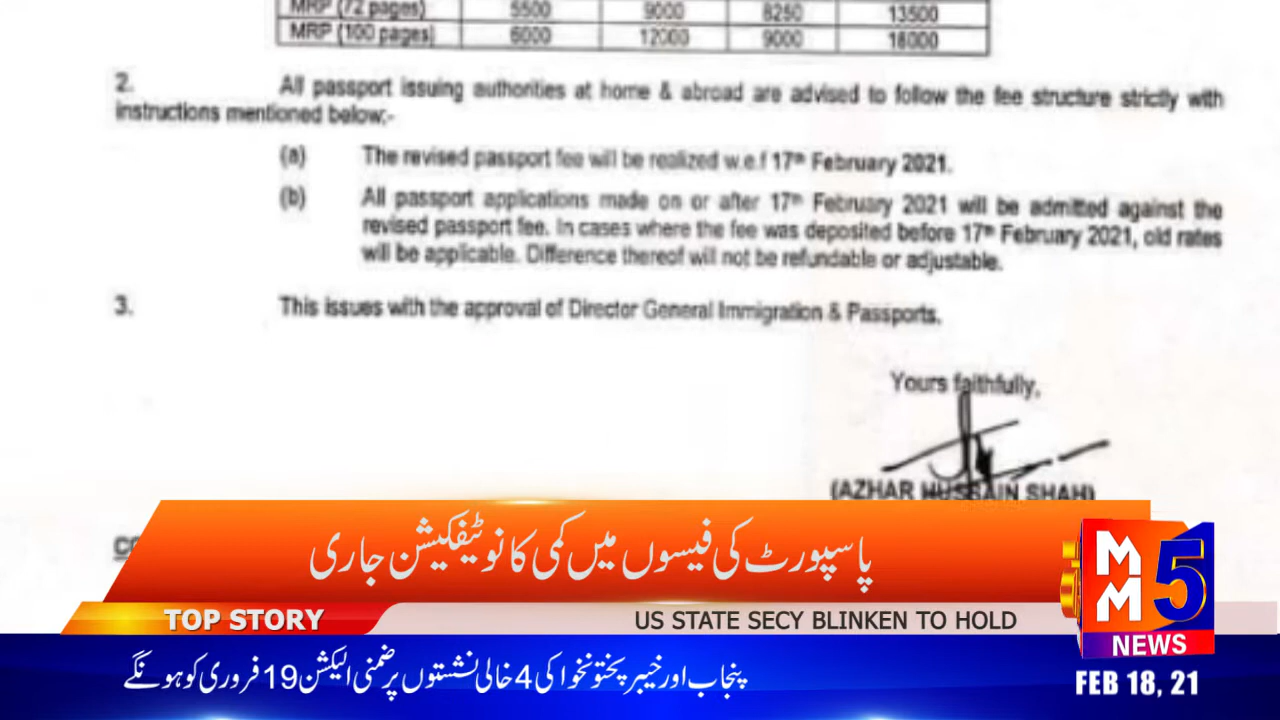 MRP (72 pages) 5500 9000 8250 13500
MRP (100 pages) 6000 12000 9000 18000
2. All passport issuing authorities at home & abroad are advised to follow the fee structure strictly with
instructions mentioned below:-
(a) The revised passport fee will be realized w.e.f 17th February 2021.
(b) All passport applications made on or after 17th February 2021 will be admitted against the
revised passport fee. In cases where the fee was deposited before 17th February 2021, old rates
will be applicable. Difference thereof will not be refundable or adjustable.
3. This issues with the approval of Director General Immigration & Passports.
Yours faithfully,
(AZHAR HUSSAIN SHAH)
پاسپورٹ کی فیسوں میں کمی کا نوٹیفکیشن جاری
TOP STORY
US STATE SECY BLINKEN TO HOLD
پنجاب اور خیبر پختونخوا کی 4 خالی نشستوں پر ضمنی الیکشن 19 فروری کو ہونگے
MM5
NEWS
FEB 18, 21